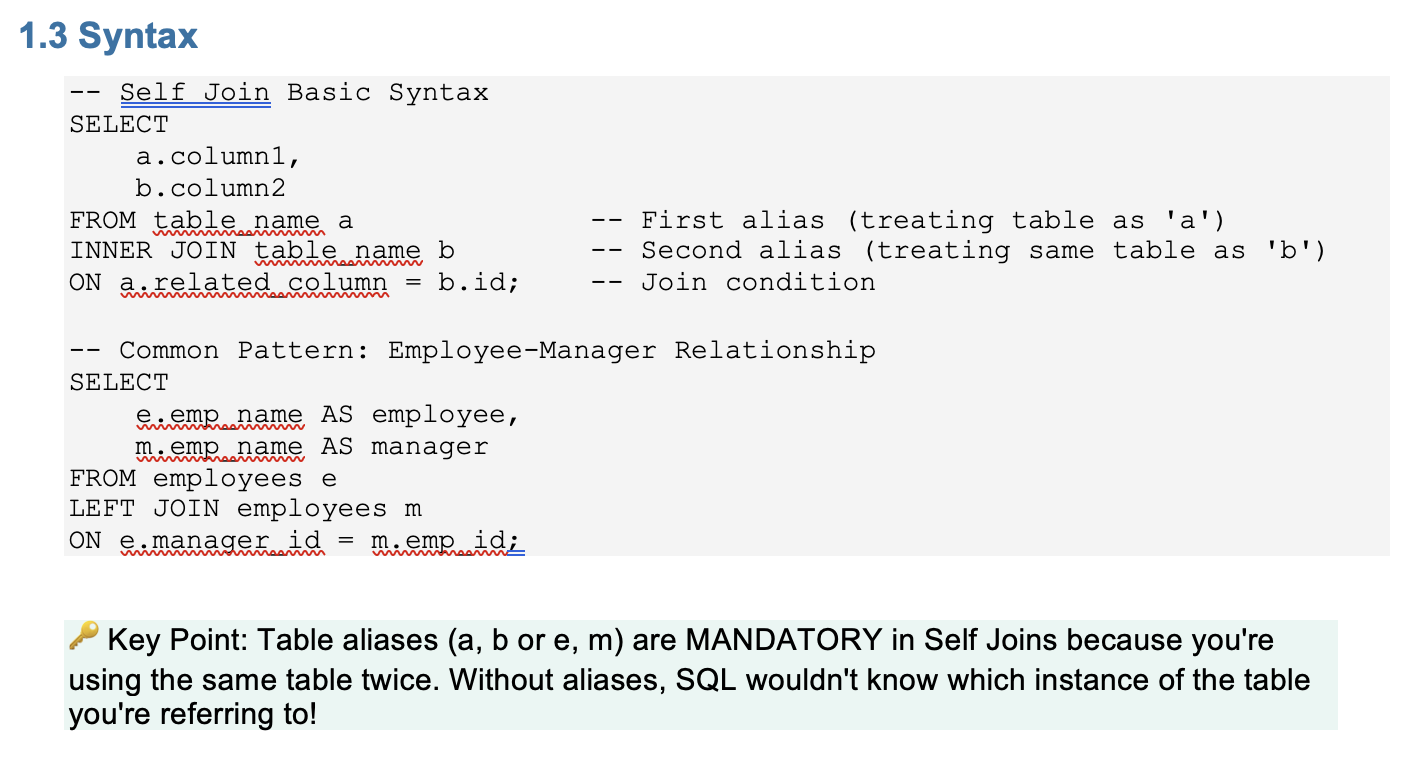 1.3 Syntax
-- Self Join Basic Syntax
SELECT
    a.column1,
    b.column2
FROM table_name a              -- First alias (treating table as 'a')
INNER JOIN table_name b        -- Second alias (treating same table as 'b')
ON a.related_column = b.id;    -- Join condition
-- Common Pattern: Employee-Manager Relationship
SELECT
    e.emp_name AS employee,
    m.emp_name AS manager
FROM employees e
LEFT JOIN employees m
ON e.manager_id = m.emp_id;
🔑 Key Point: Table aliases (a, b or e, m) are MANDATORY in Self Joins because you're
using the same table twice. Without aliases, SQL wouldn't know which instance of the table
you're referring to!